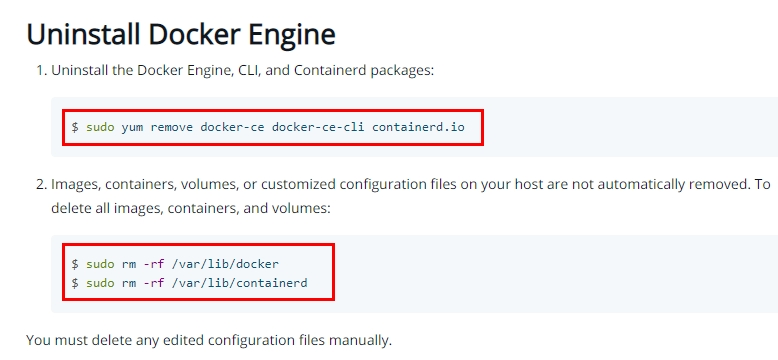 Uninstall Docker Engine
1. Uninstall the Docker Engine, CLI, and Containerd packages:
$ sudo yum remove docker-ce docker-ce-cli containerd.io
2. Images, containers, volumes, or customized configuration files on your host are not automatically removed. To
delete all images, containers, and volumes:
$ sudo rm -rf /var/lib/docker
$ sudo rm -rf /var/lib/containerd
You must delete any edited configuration files manually.